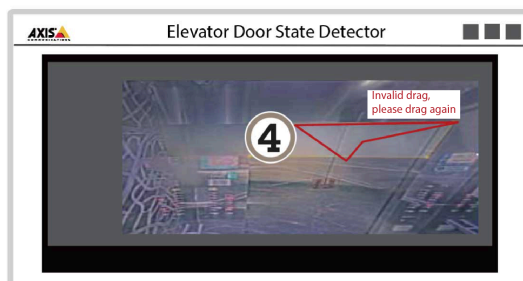 AXIS
COMMUNICATIONS
Elevator Door State Detector
Invalid drag,
please drag again
4